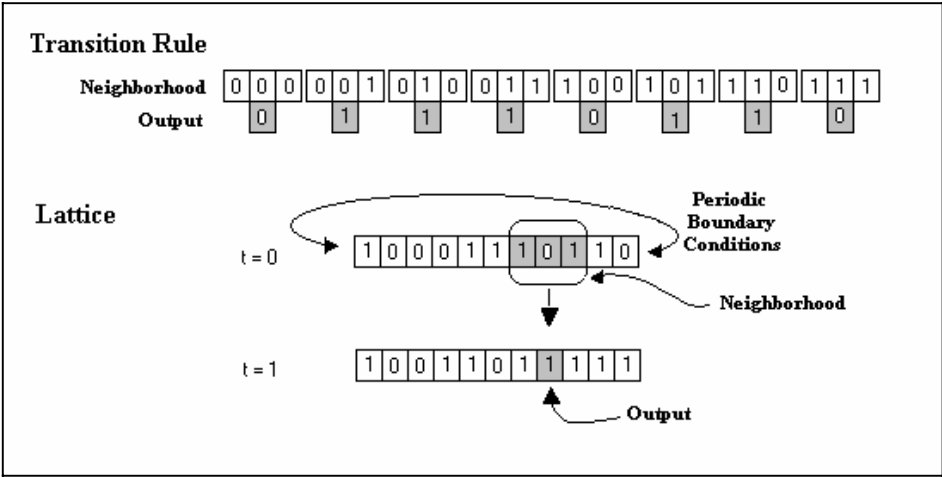 Transition Rule
Neighborhood 0 0 0 0 0 1 0 1 0 0 1 1 1 0 0 1 0 1 1 1 0 1 1 1
Output 0 1 1 1 0 1 1 0
Lattice
Periodic
Boundary
Conditions
t = 0 1 0 0 0 1 1 1 0 1 1 0
Neighborhood
t = 1 1 0 0 1 1 0 1 1 1 1 1
Output